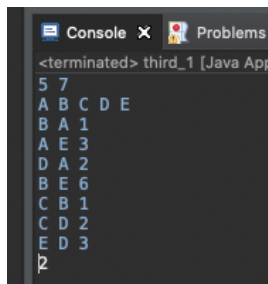 Console Problems
<terminated> third_1 [Java App
5 7
A B C D E
B A 1
A E 3
D A 2
B E 6
C B 1
C D 2
E D 3
2